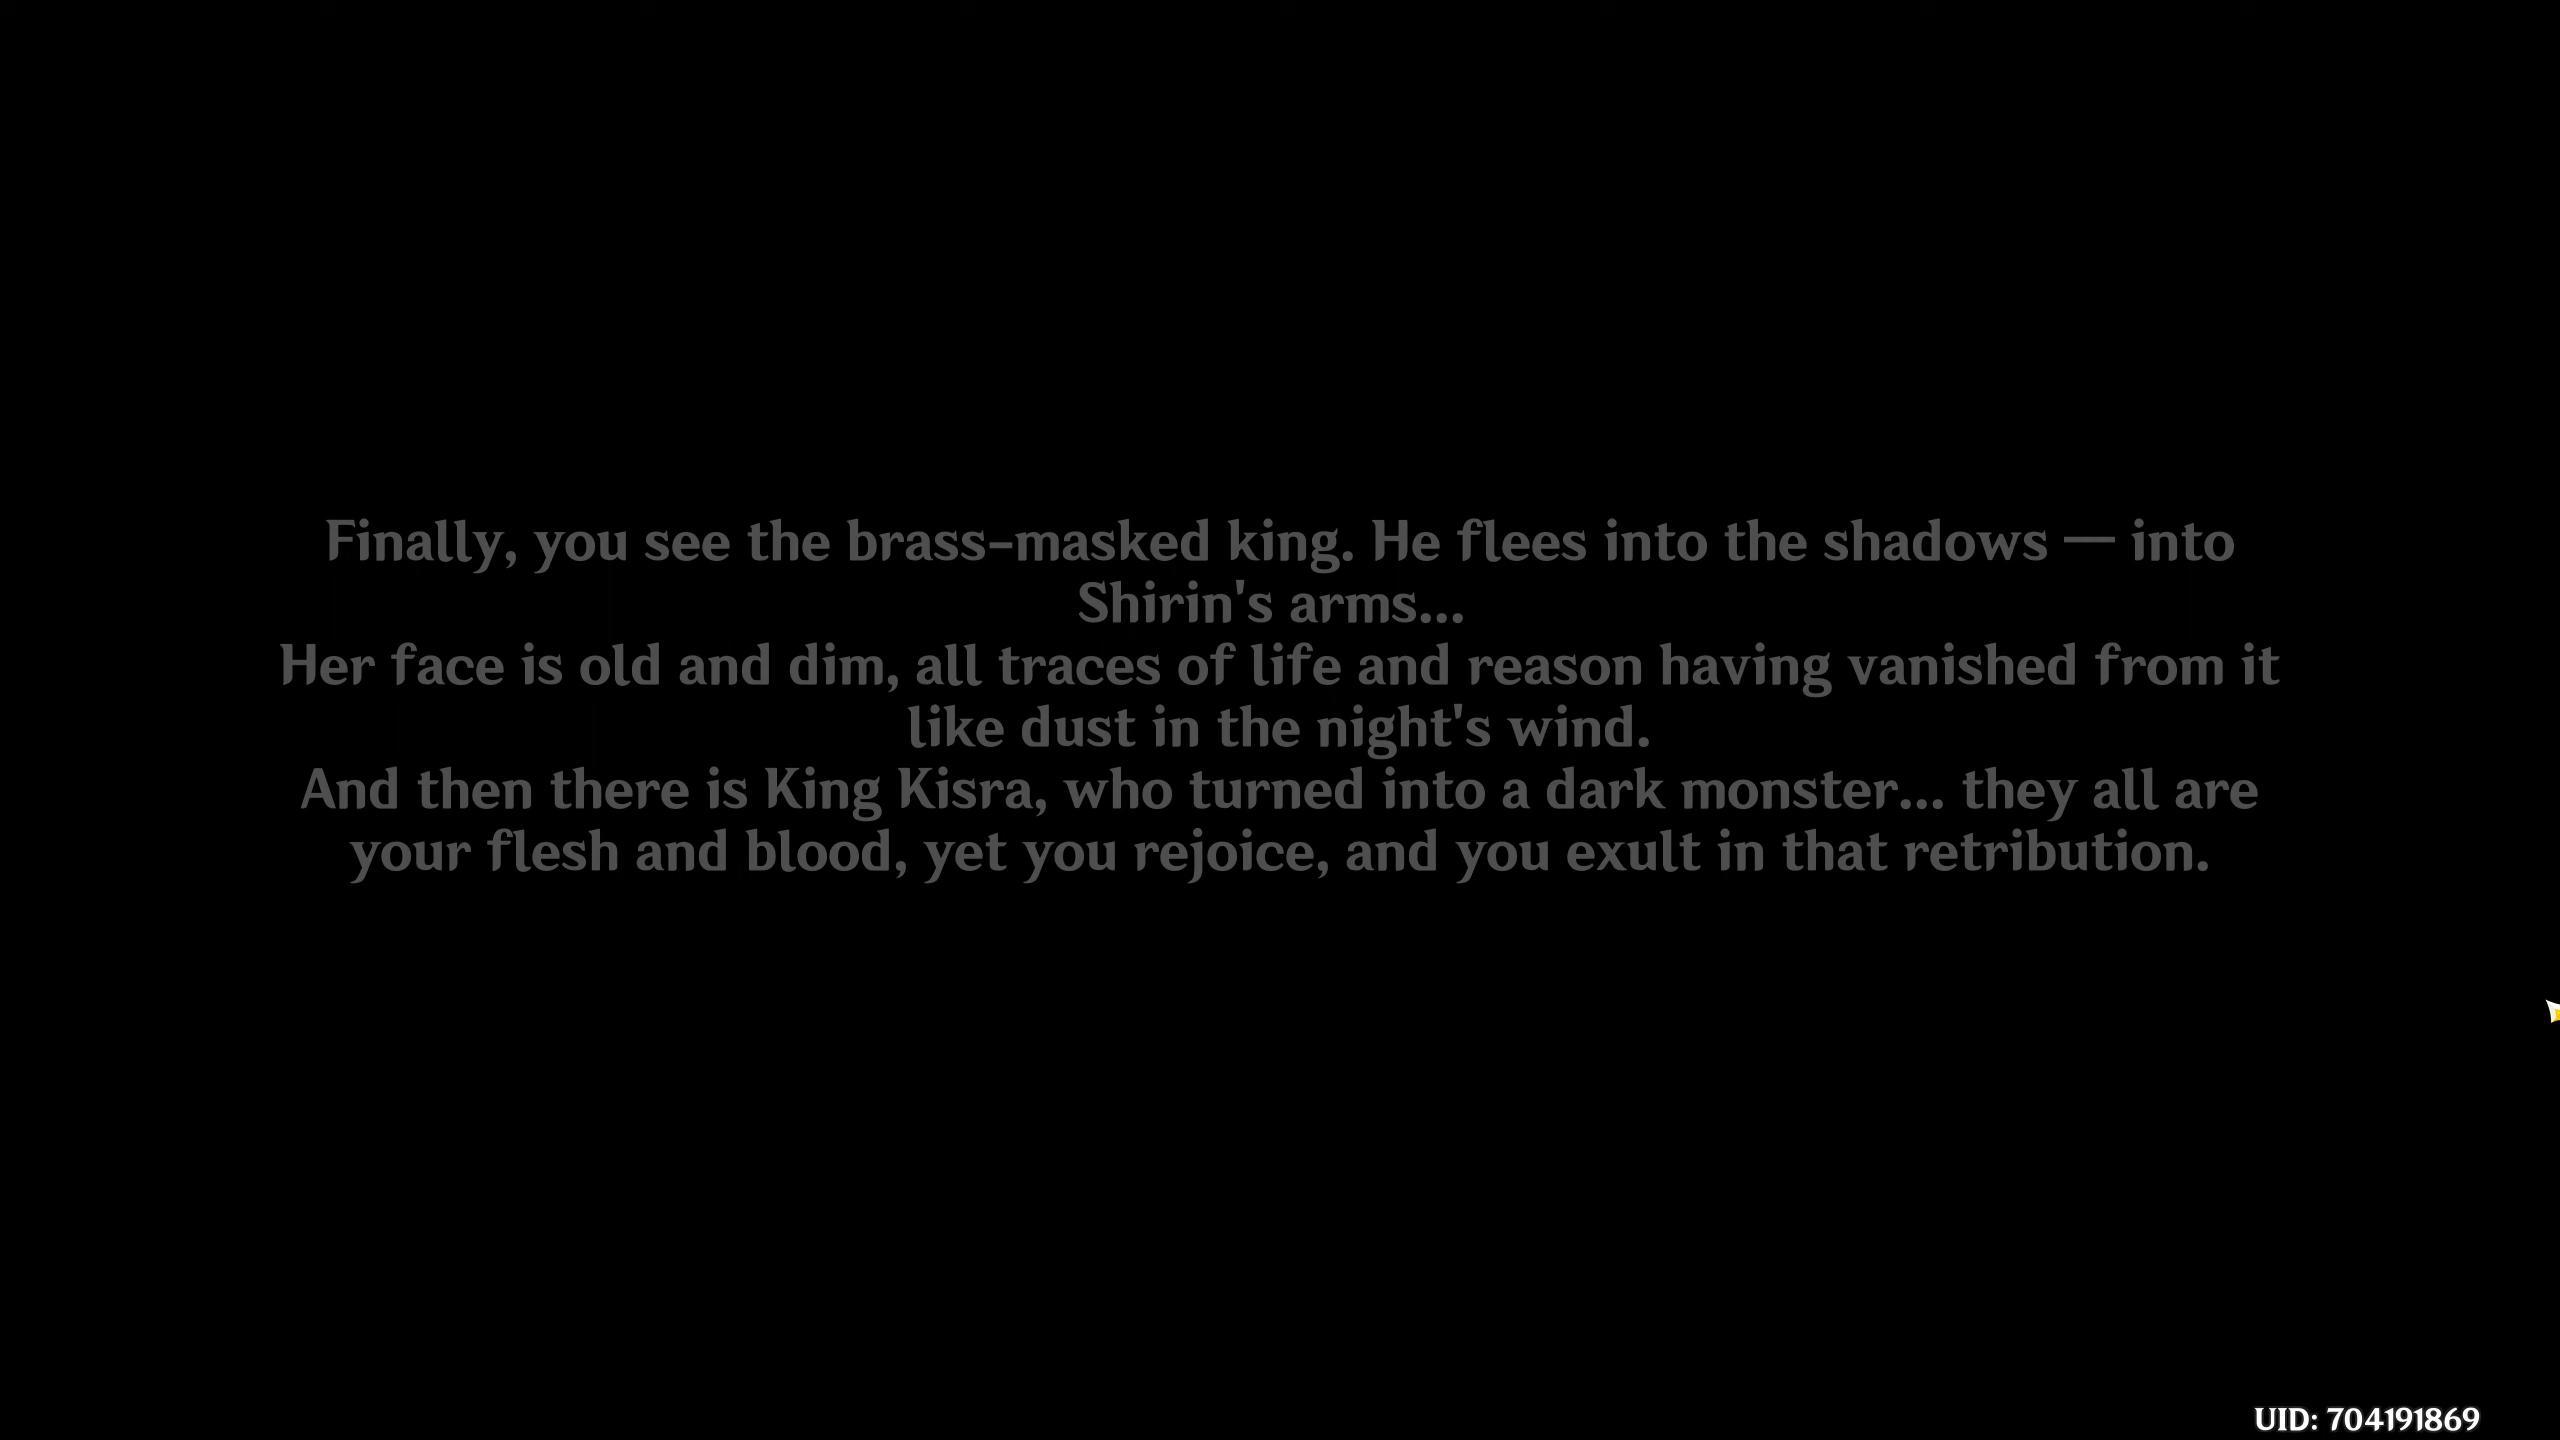 Finally, you see the brass-masked king. He flees into the shadows — into
Shirin's arms...
Her face is old and dim, all traces of life and reason having vanished from it
like dust in the night's wind.
And then there is King Kisra, who turned into a dark monster... they all are
your flesh and blood, yet you rejoice, and you exult in that retribution.
UID: 704191869